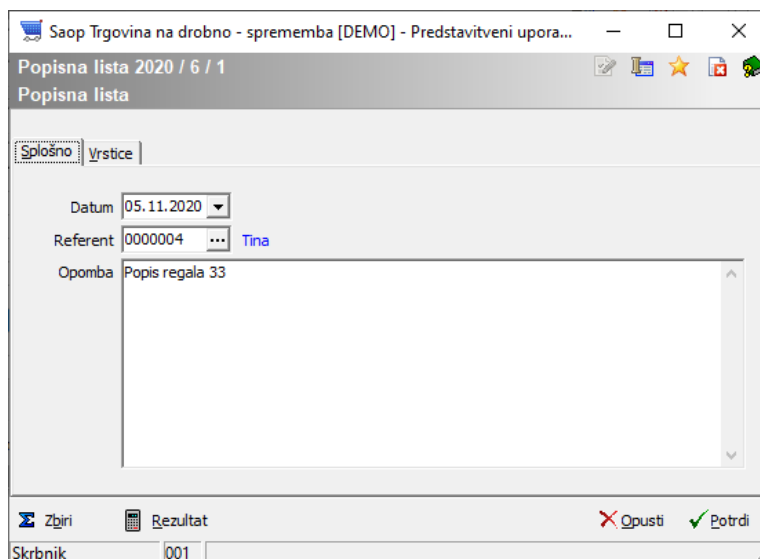 Saop Trgovina na drobno - sprememba [DEMO] - Predstavitveni upora...
Popisna lista 2020 / 6 / 1
Popisna lista
Splošno Vrstice
Datum 05.11.2020
Referent 0000004 ... Tina
Opomba Popis regala 33
Zbiri Rezultat Opusti Potrdi
Skrbnik 001